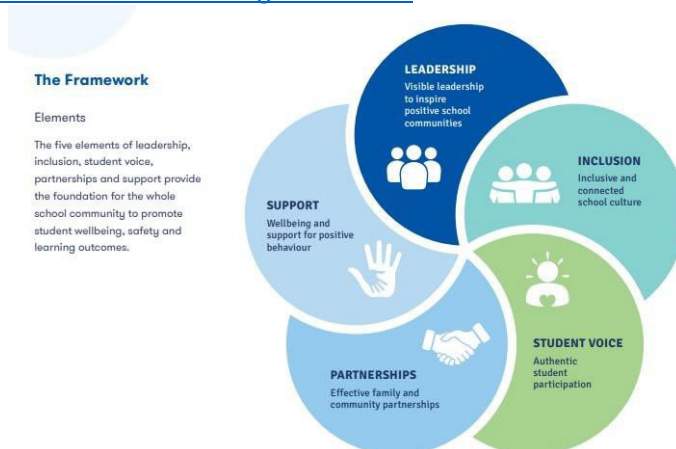 The Framework
Elements
The five elements of leadership,
inclusion, student voice,
partnerships and support provide
the foundation for the whole
school community to promote
student wellbeing, safety and
learning outcomes.
LEADERSHIP
Visible leadership
to inspire
positive school
communities
INCLUSION
Inclusive and
connected
school culture
STUDENT VOICE
Authentic
student
participation
PARTNERSHIPS
Effective family and
community partnerships
SUPPORT
Wellbeing and
support for positive
behaviour